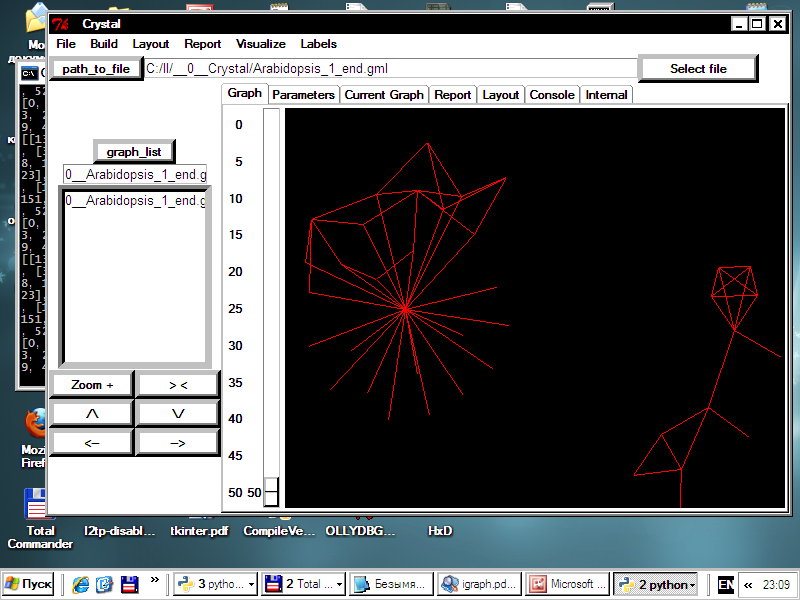 Crystal
File Build Layout Report Visualize Labels
path_to_file C:/II/__0__Crystal/Arabidopsis_1_end.gml Select file
Graph Parameters Current Graph Report Layout Console Internal
graph_list
0__Arabidopsis_1_end.g
0__Arabidopsis_1_end.g
0
5
10
15
20
25
30
35
40
45
50 50
Zoom + > <
/\ \/
<-- -->
Mozi
Firef
Total
Commander
l2tp-disabl... tkinter.pdf CompileVe... OLLYDBG... HxD
Пуск » 3 pytho... 2 Total ... Безымя... igraph.pd... Microsoft ... 2 python EN « 23:09